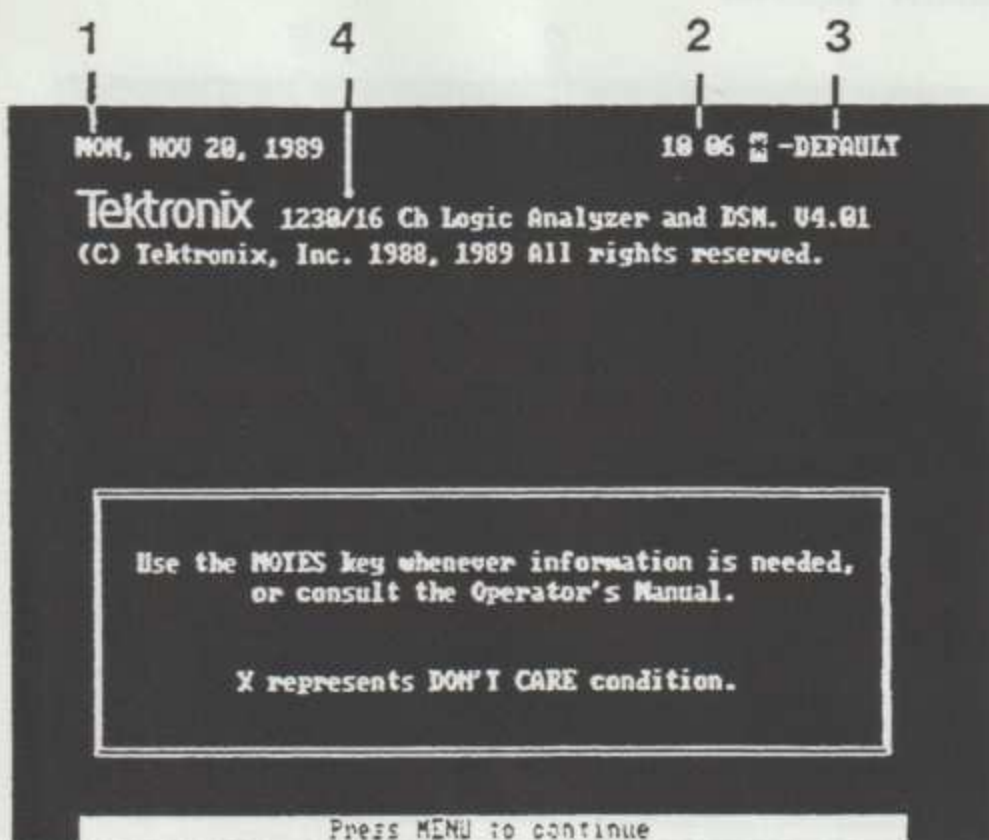 1 4 2 3
MON, NOV 20, 1989 10 06 * -DEFAULT
Tektronix 1230/16 Ch Logic Analyzer and DSM. V4.01
(C) Tektronix, Inc. 1988, 1989 All rights reserved.
Use the NOTES key whenever information is needed,
or consult the Operator's Manual.
X represents DON'T CARE condition.
Press MENU to continue